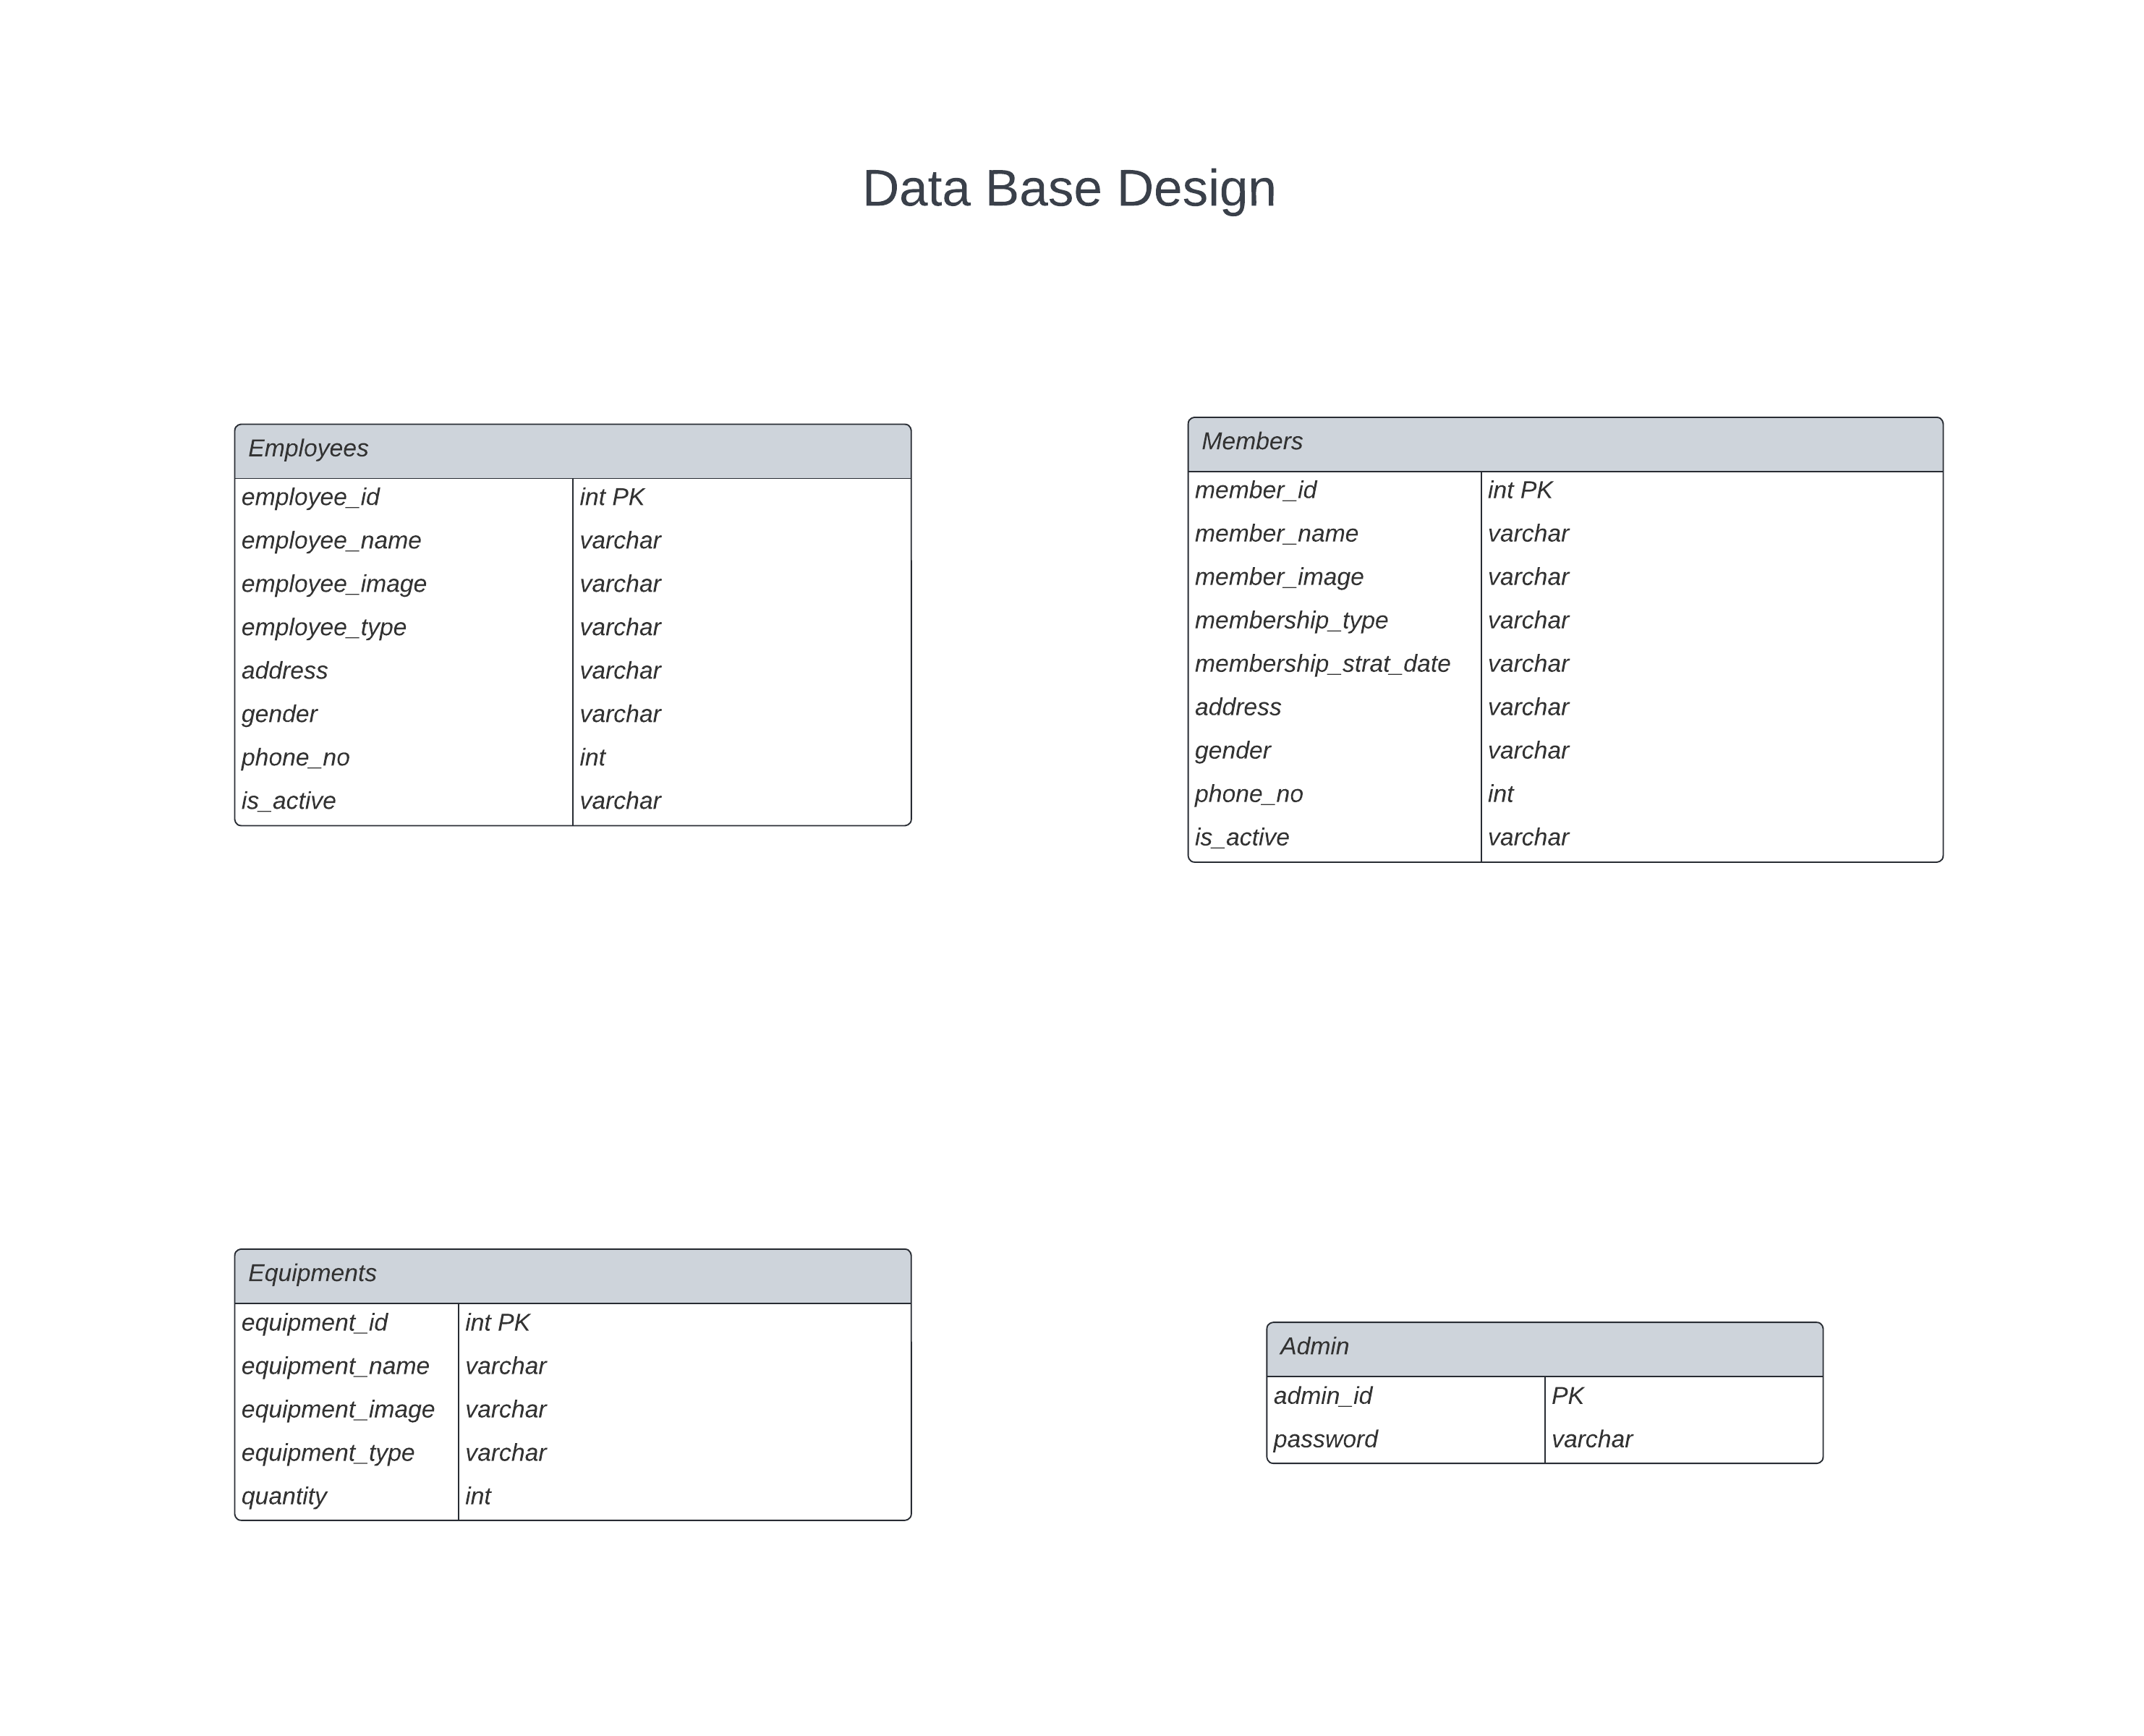 Data Base Design
Employees
employee_id int PK
employee_name varchar
employee_image varchar
employee_type varchar
address varchar
gender varchar
phone_no int
is_active varchar
Members
member_id int PK
member_name varchar
member_image varchar
membership_type varchar
membership_strat_date varchar
address varchar
gender varchar
phone_no int
is_active varchar
Equipments
equipment_id int PK
equipment_name varchar
equipment_image varchar
equipment_type varchar
quantity int
Admin
admin_id PK
password varchar